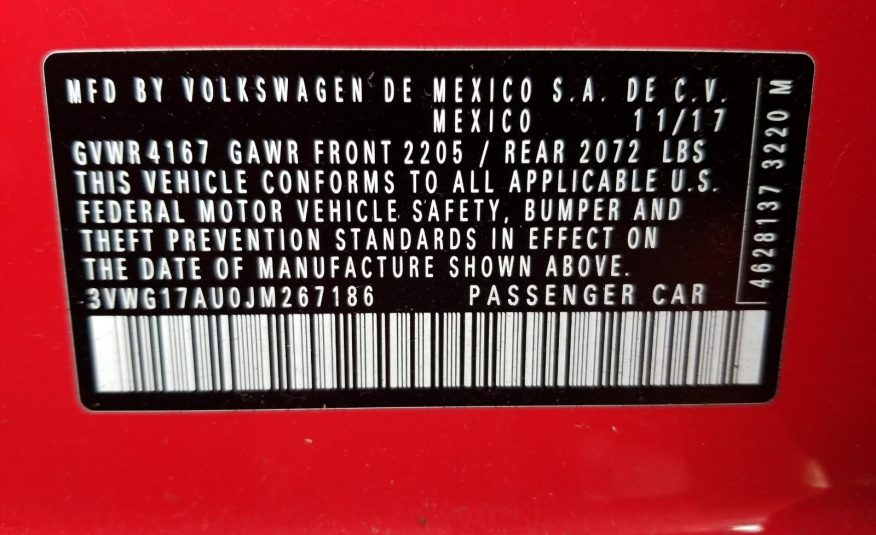 MFD BY VOLKSWAGEN DE MEXICO S.A. DE C.V.
MEXICO 11/17
GVWR 4167 GAWR FRONT 2205 / REAR 2072 LBS
THIS VEHICLE CONFORMS TO ALL APPLICABLE U.S.
FEDERAL MOTOR VEHICLE SAFETY, BUMPER AND
THEFT PREVENTION STANDARDS IN EFFECT ON
THE DATE OF MANUFACTURE SHOWN ABOVE.
3VWG17AU0JM267186 PASSENGER CAR
4628137 3220 M